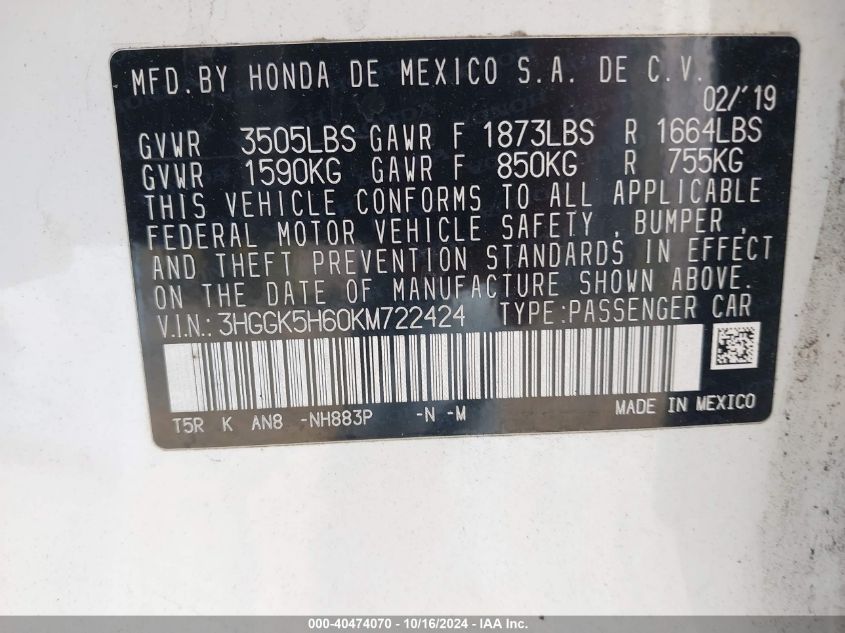 MFD.BY HONDA DE MEXICO S.A. DE C.V.
02/'19
GVWR 3505LBS GAWR F 1873LBS R 1664LBS
GVWR 1590KG GAWR F 850KG R 755KG
THIS VEHICLE CONFORMS TO ALL APPLICABLE
FEDERAL MOTOR VEHICLE SAFETY , BUMPER ,
AND THEFT PREVENTION STANDARDS IN EFFECT
ON THE DATE OF MANUFACTURE SHOWN ABOVE.
V.I.N.: 3HGGK5H60KM722424 TYPE:PASSENGER CAR
T5R K AN8 -NH883P -N -M MADE IN MEXICO
000-40474070 - 10/16/2024 - IAA Inc.